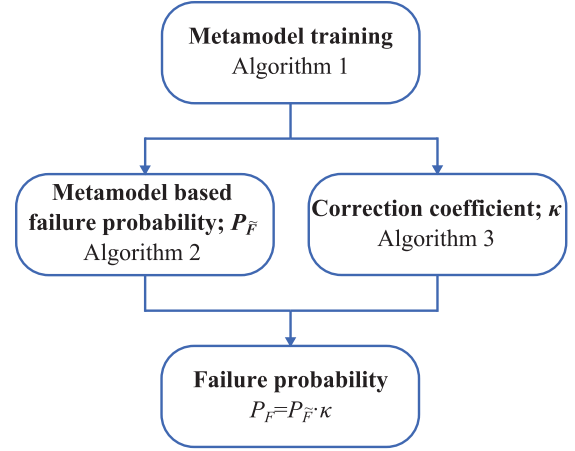 Metamodel training
Algorithm 1
Metamodel based
failure probability; P_F̃
Algorithm 2
Correction coefficient; κ
Algorithm 3
Failure probability
P_F=P_F̃·κ